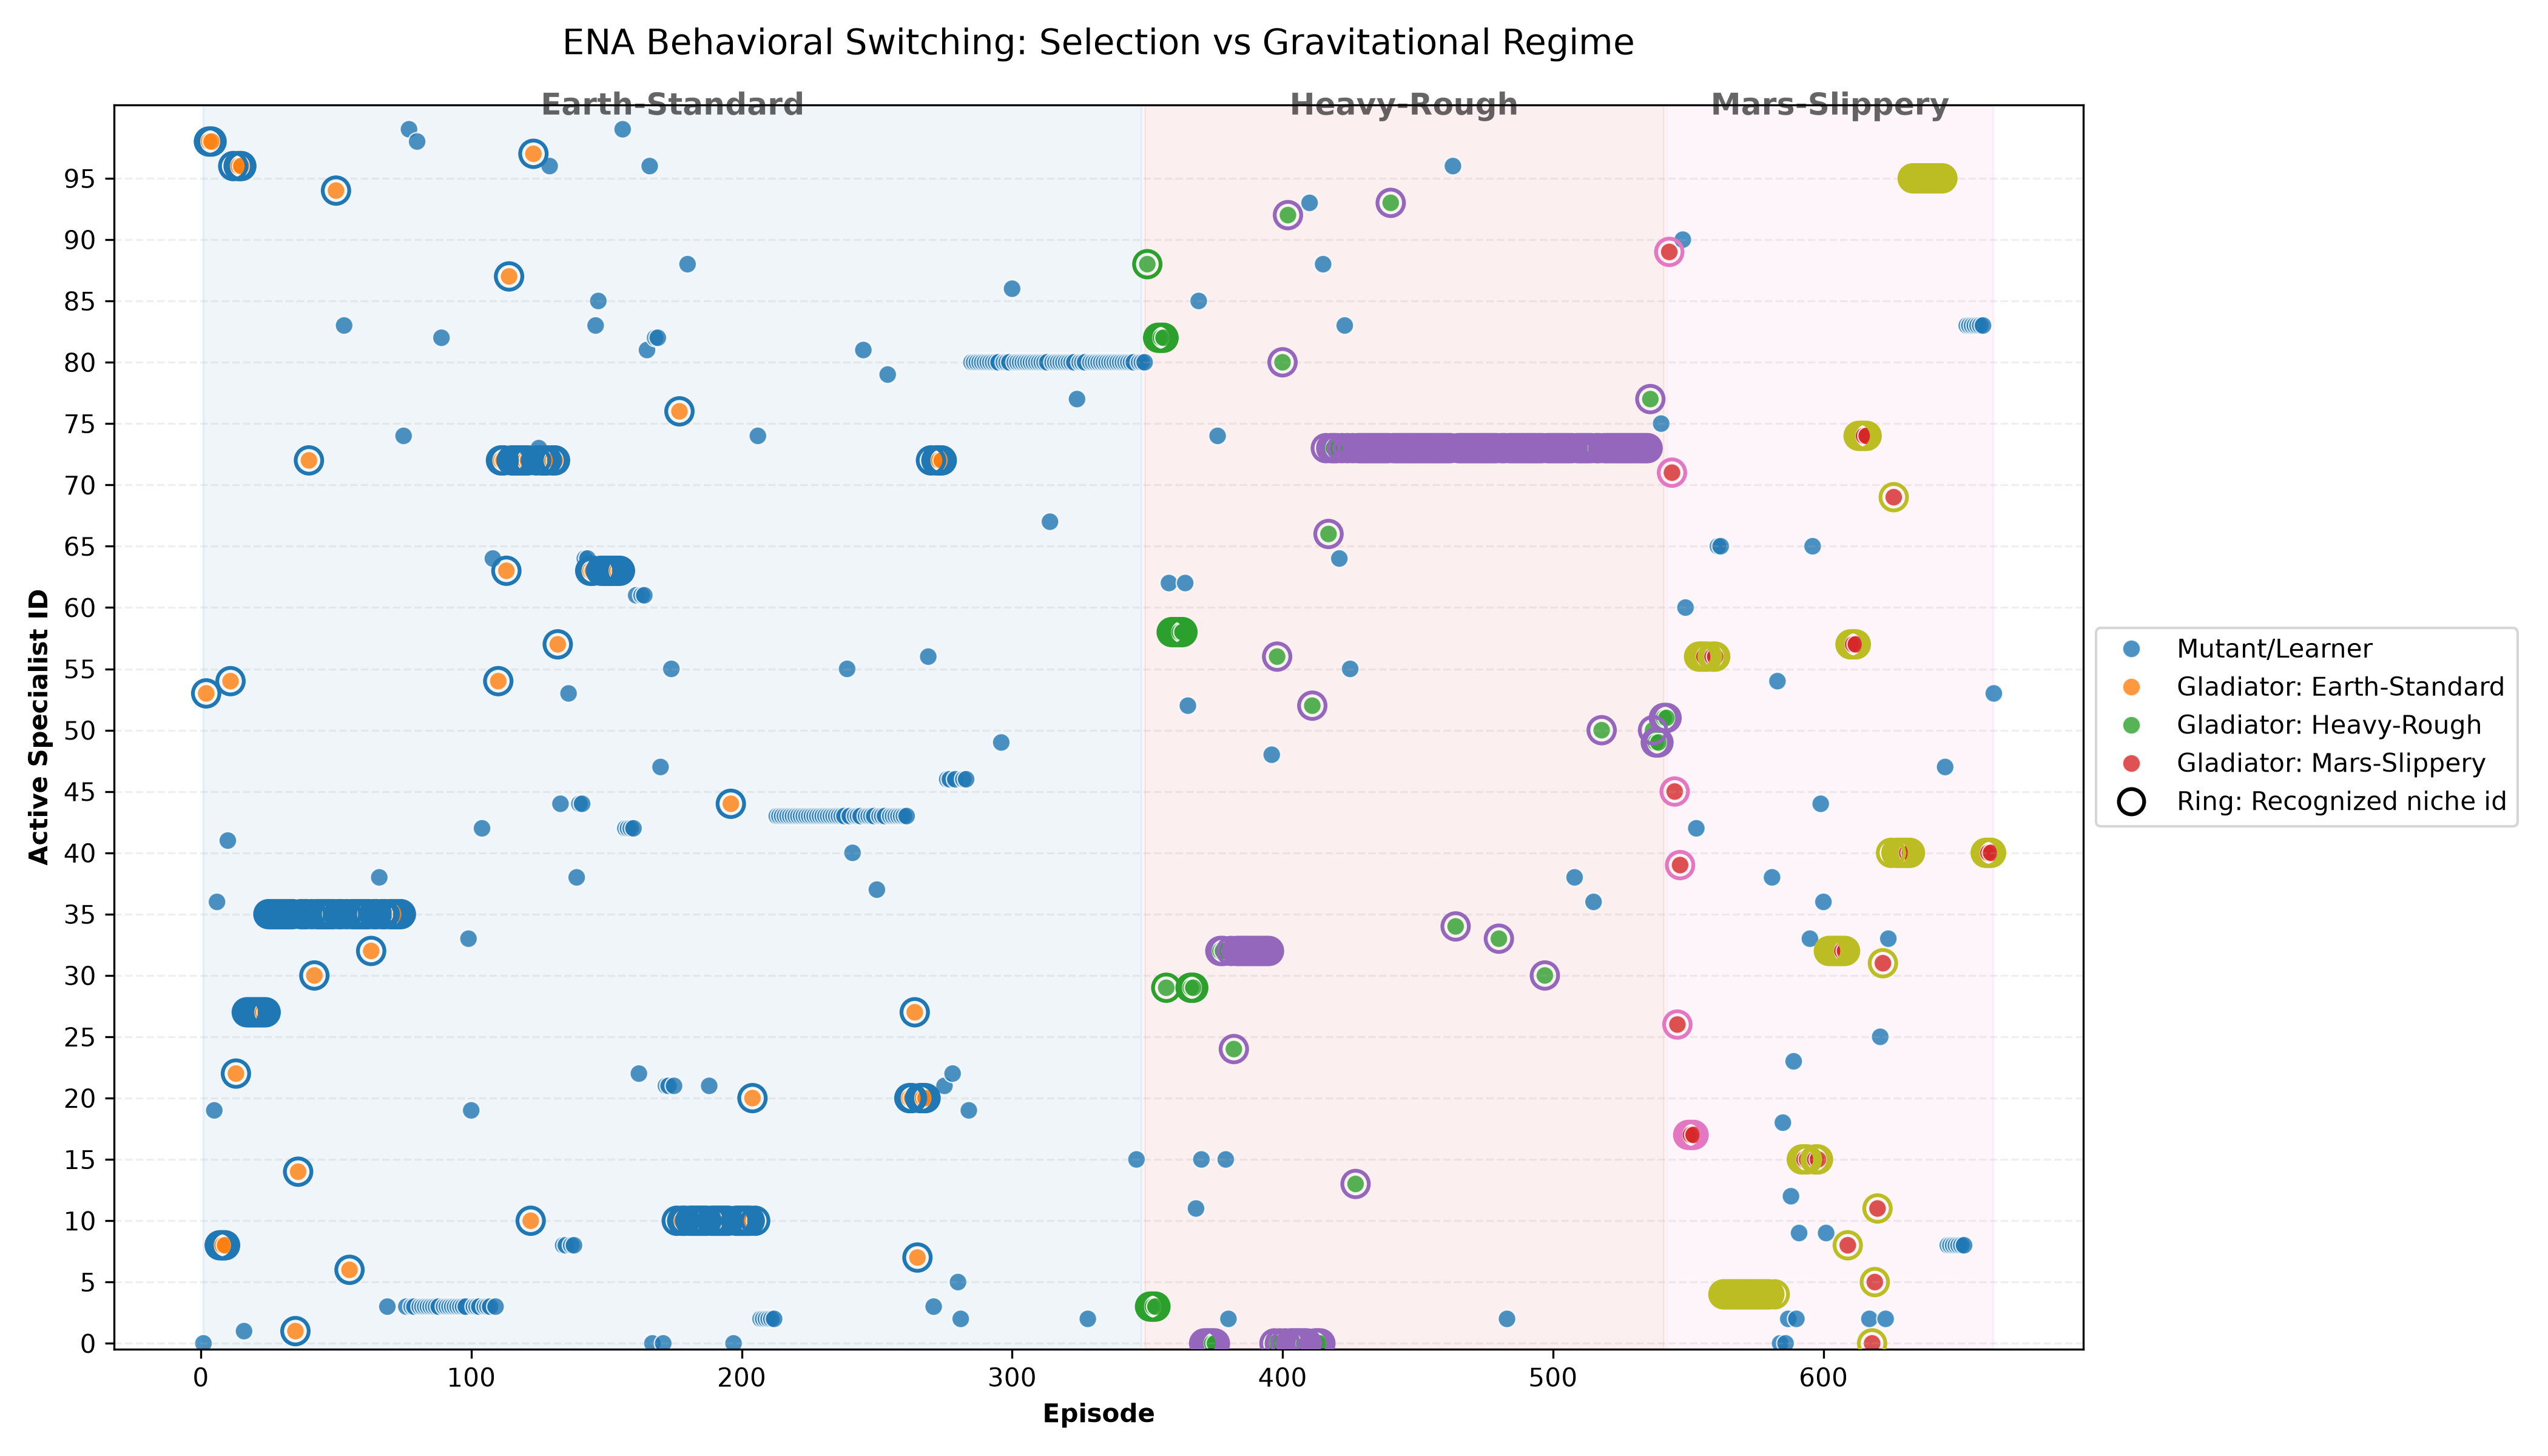 ENA Behavioral Switching: Selection vs Gravitational Regime
Earth-Standard
Heavy-Rough
Mars-Slippery
Active Specialist ID
95
90
85
80
75
70
65
60
55
50
45
40
35
30
25
20
15
10
5
0
0 100 200 300 400 500 600
Episode
Mutant/Learner
Gladiator: Earth-Standard
Gladiator: Heavy-Rough
Gladiator: Mars-Slippery
Ring: Recognized niche id